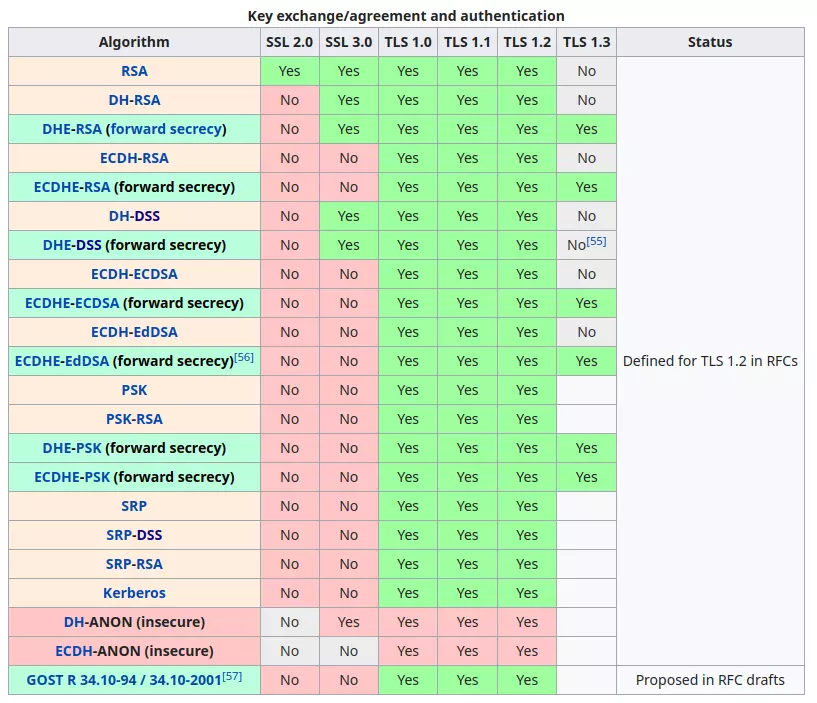 Key exchange/agreement and authentication
Algorithm SSL 2.0 SSL 3.0 TLS 1.0 TLS 1.1 TLS 1.2 TLS 1.3 Status
RSA Yes Yes Yes Yes Yes No
DH-RSA No Yes Yes Yes Yes No
DHE-RSA (forward secrecy) No Yes Yes Yes Yes Yes
ECDH-RSA No No Yes Yes Yes No
ECDHE-RSA (forward secrecy) No No Yes Yes Yes Yes
DH-DSS No Yes Yes Yes Yes No
DHE-DSS (forward secrecy) No Yes Yes Yes Yes No[55]
ECDH-ECDSA No No Yes Yes Yes No
ECDHE-ECDSA (forward secrecy) No No Yes Yes Yes Yes
ECDH-EdDSA No No Yes Yes Yes No
ECDHE-EdDSA (forward secrecy)[56] No No Yes Yes Yes Yes Defined for TLS 1.2 in RFCs
PSK No No Yes Yes Yes
PSK-RSA No No Yes Yes Yes
DHE-PSK (forward secrecy) No No Yes Yes Yes Yes
ECDHE-PSK (forward secrecy) No No Yes Yes Yes Yes
SRP No No Yes Yes Yes
SRP-DSS No No Yes Yes Yes
SRP-RSA No No Yes Yes Yes
Kerberos No No Yes Yes Yes
DH-ANON (insecure) No Yes Yes Yes Yes
ECDH-ANON (insecure) No No Yes Yes Yes
GOST R 34.10-94 / 34.10-2001[57] No No Yes Yes Yes Proposed in RFC drafts